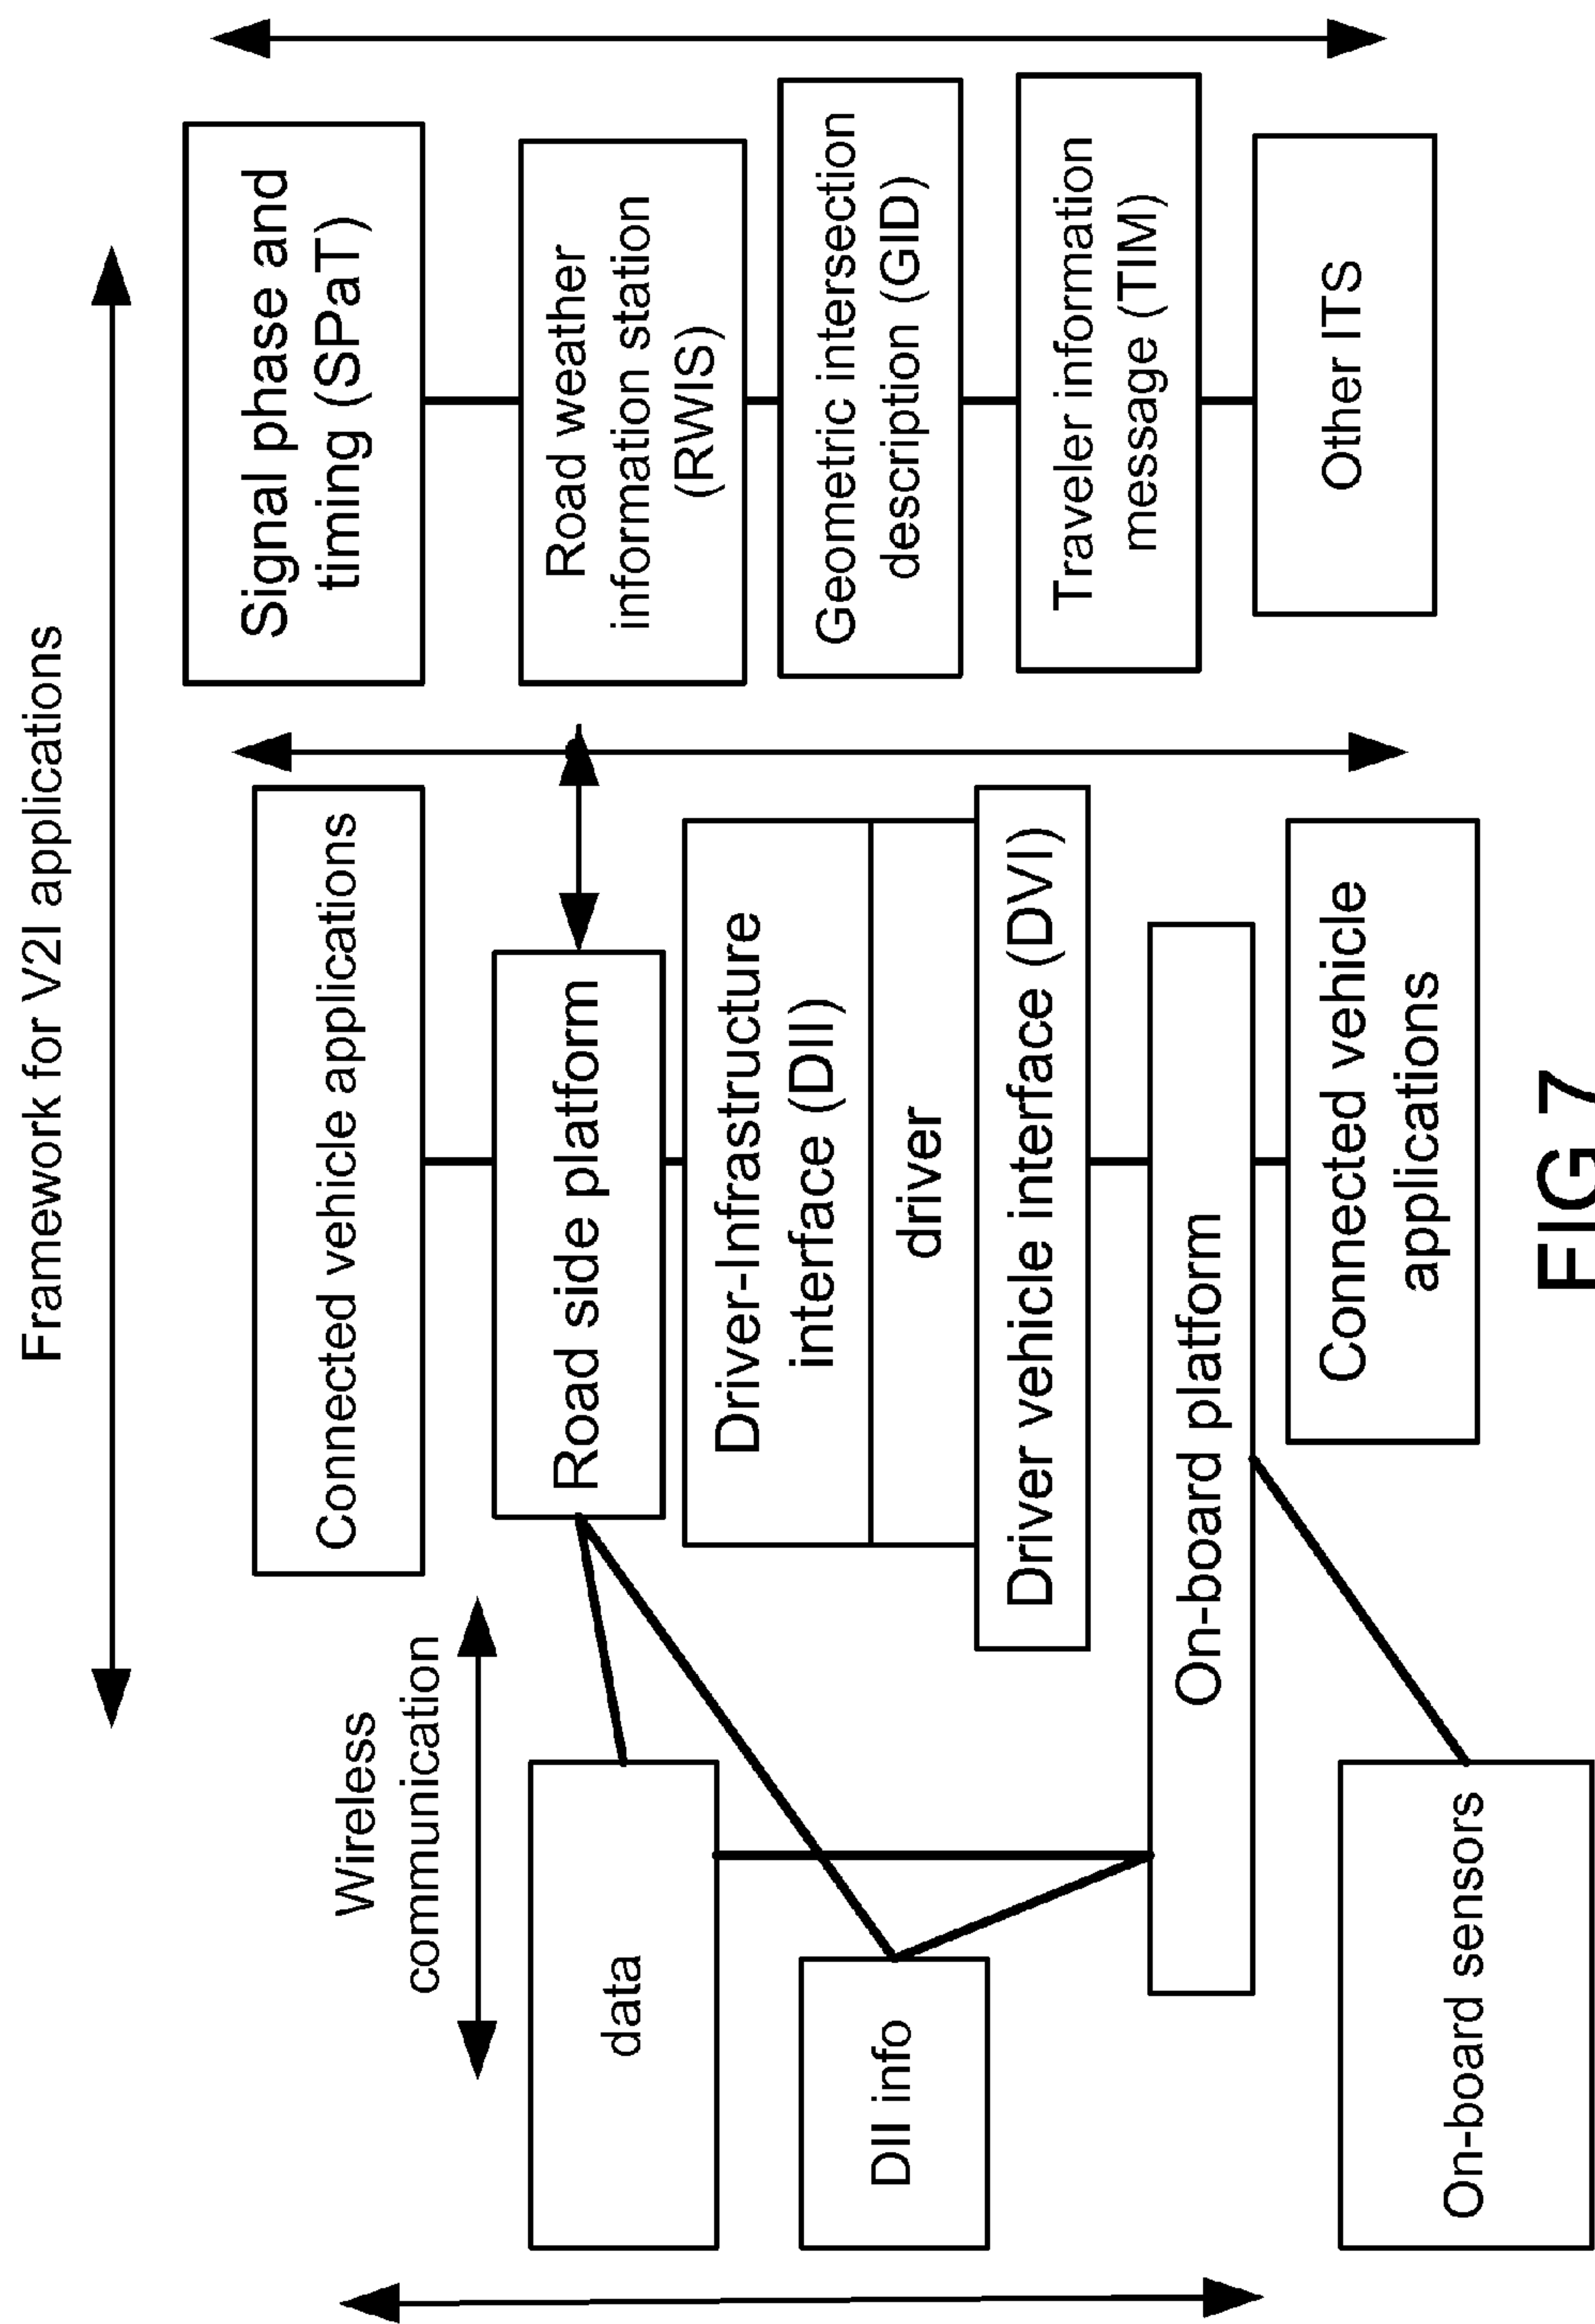 Framework for V2I applications
Wireless
communication
data
DII info
On-board sensors
Connected vehicle applications
Road side platform
Driver-Infrastructure
interface (DII)
driver
Driver vehicle interface (DVI)
On-board platform
Connected vehicle
applications
Signal phase and
timing (SPaT)
Road weather
information station
(RWIS)
Geometric intersection
description (GID)
Traveler information
message (TIM)
Other ITS
FIG 7